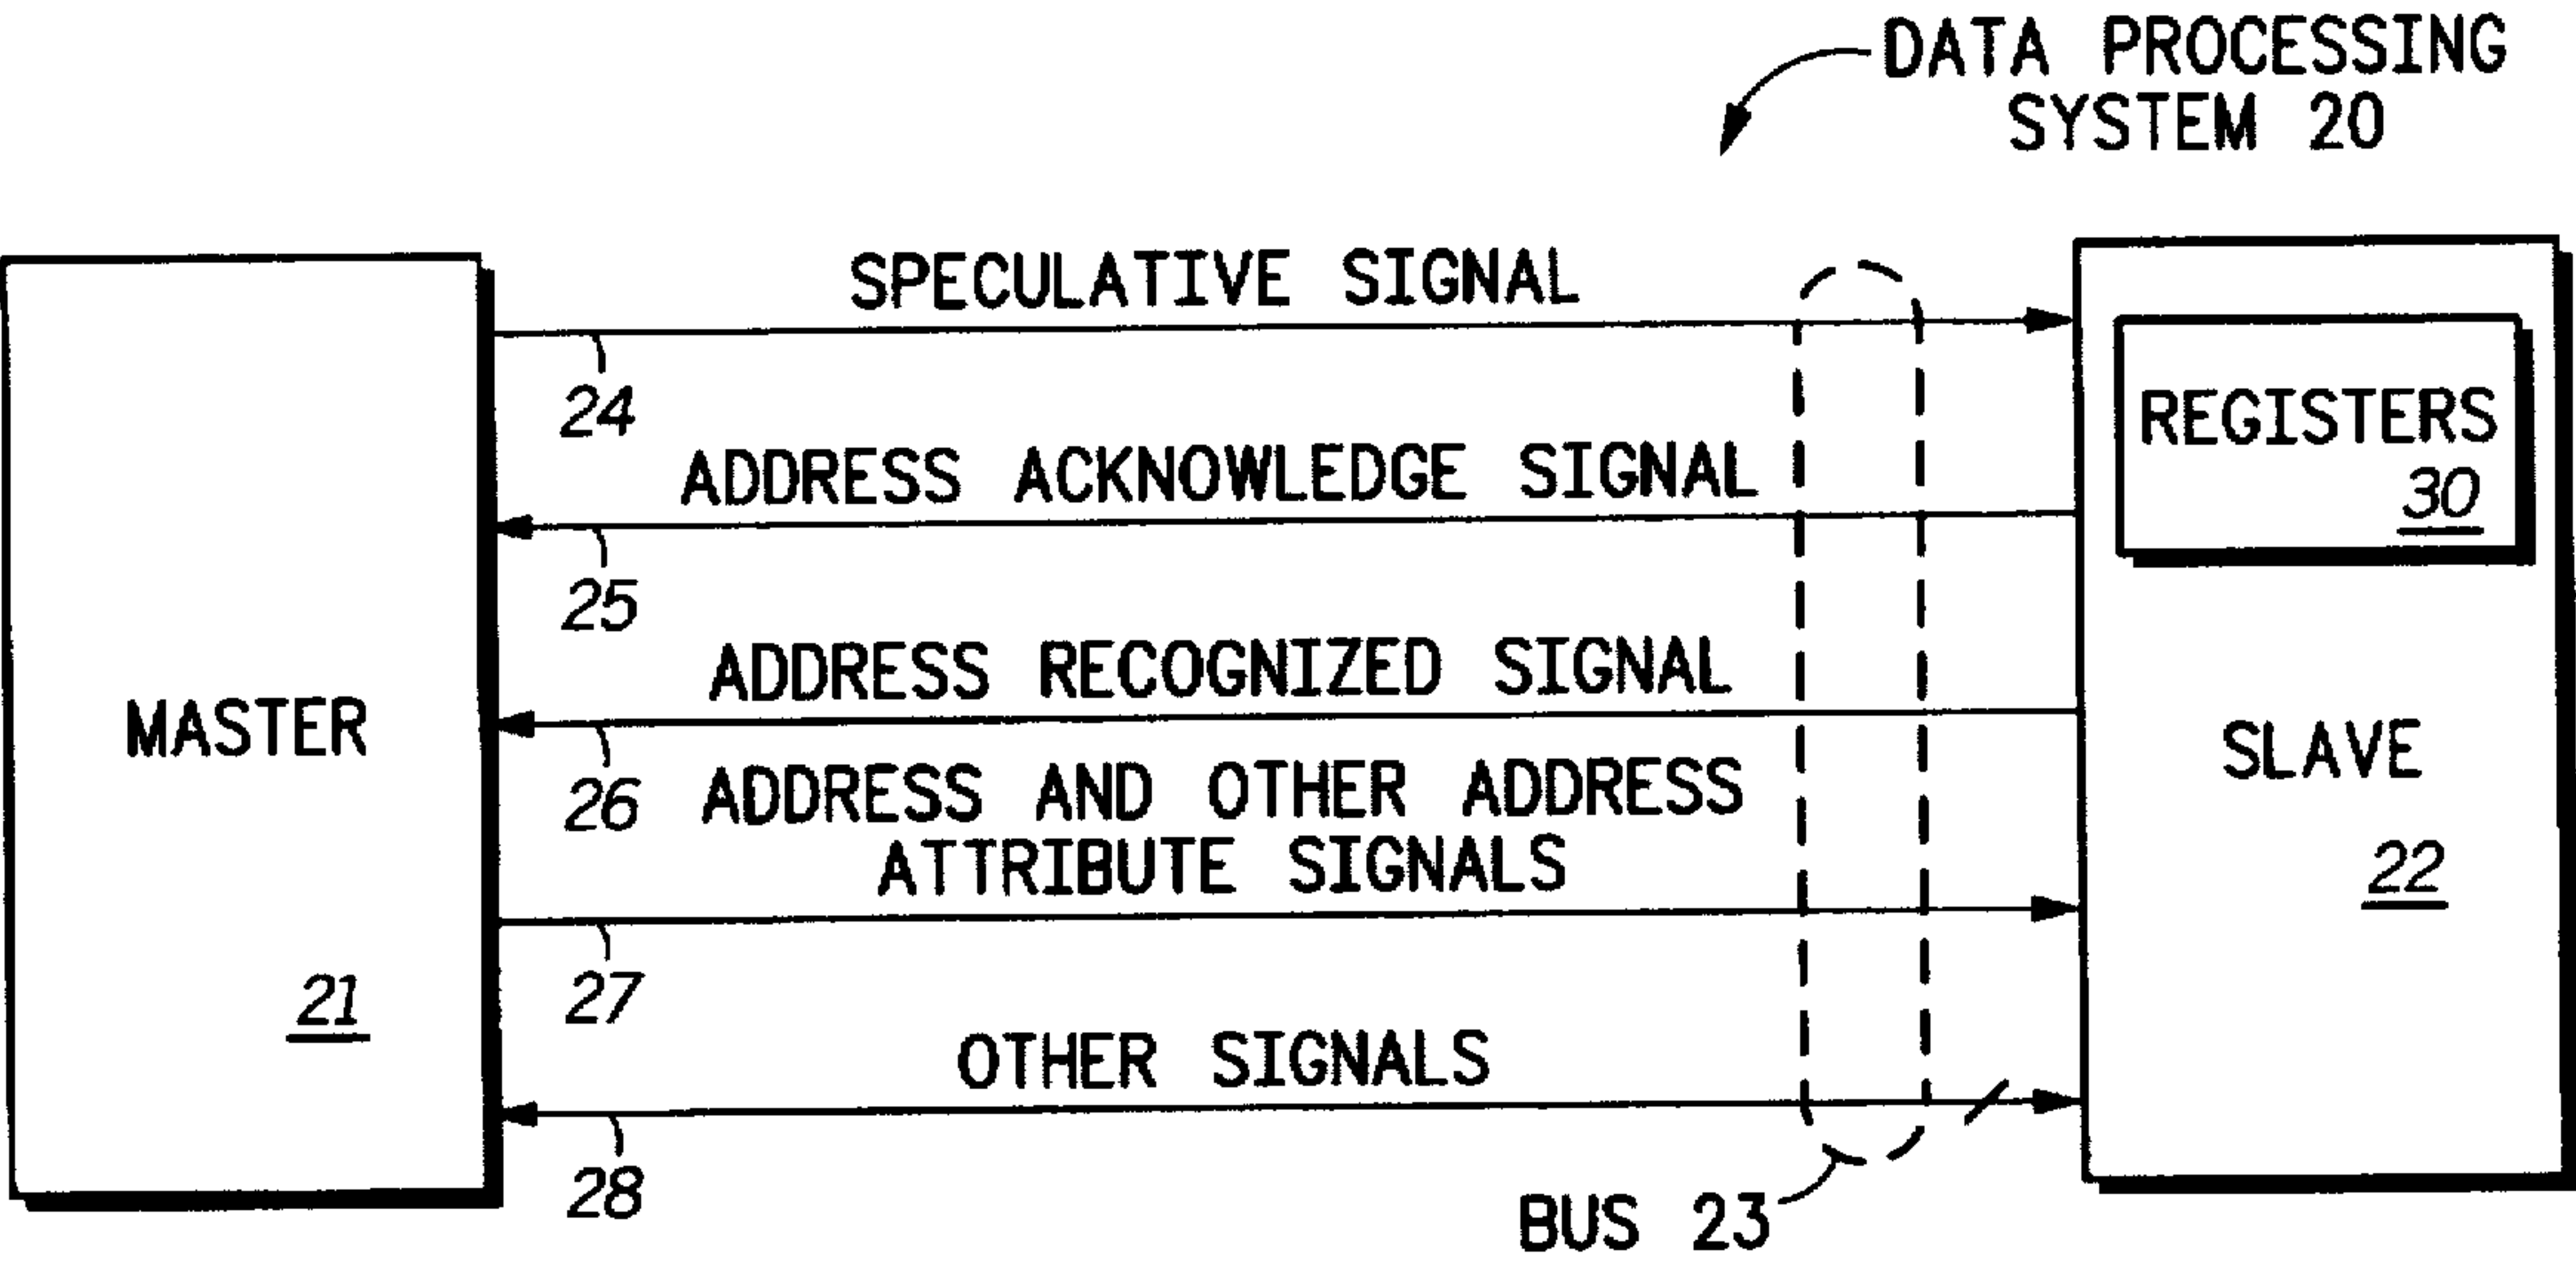 DATA PROCESSING
SYSTEM 20
SPECULATIVE SIGNAL
24
REGISTERS
30
ADDRESS ACKNOWLEDGE SIGNAL
25
ADDRESS RECOGNIZED SIGNAL
26
MASTER
21
SLAVE
22
ADDRESS AND OTHER ADDRESS
ATTRIBUTE SIGNALS
27
OTHER SIGNALS
28
BUS 23